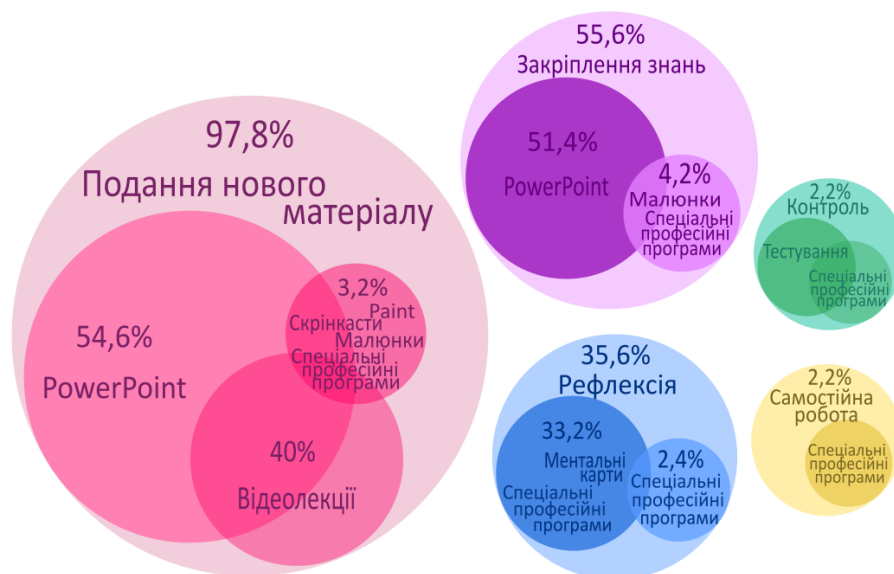 97,8%
Подання нового
матеріалу
54,6%
PowerPoint
3,2%
Paint
Скрінкасти
Малюнки
Спеціальні
професійні
програми
40%
Відеолекції
55,6%
Закріплення знань
51,4%
PowerPoint
4,2%
Малюнки
Спеціальні
професійні
програми
2,2%
Контроль
Тестування
Спеціальні
професійні
програми
35,6%
Рефлексія
33,2%
Ментальні
карти
Спеціальні
професійні
програми
2,4%
Спеціальні
професійні
програми
2,2%
Самостійна
робота
Спеціальні
професійні
програми